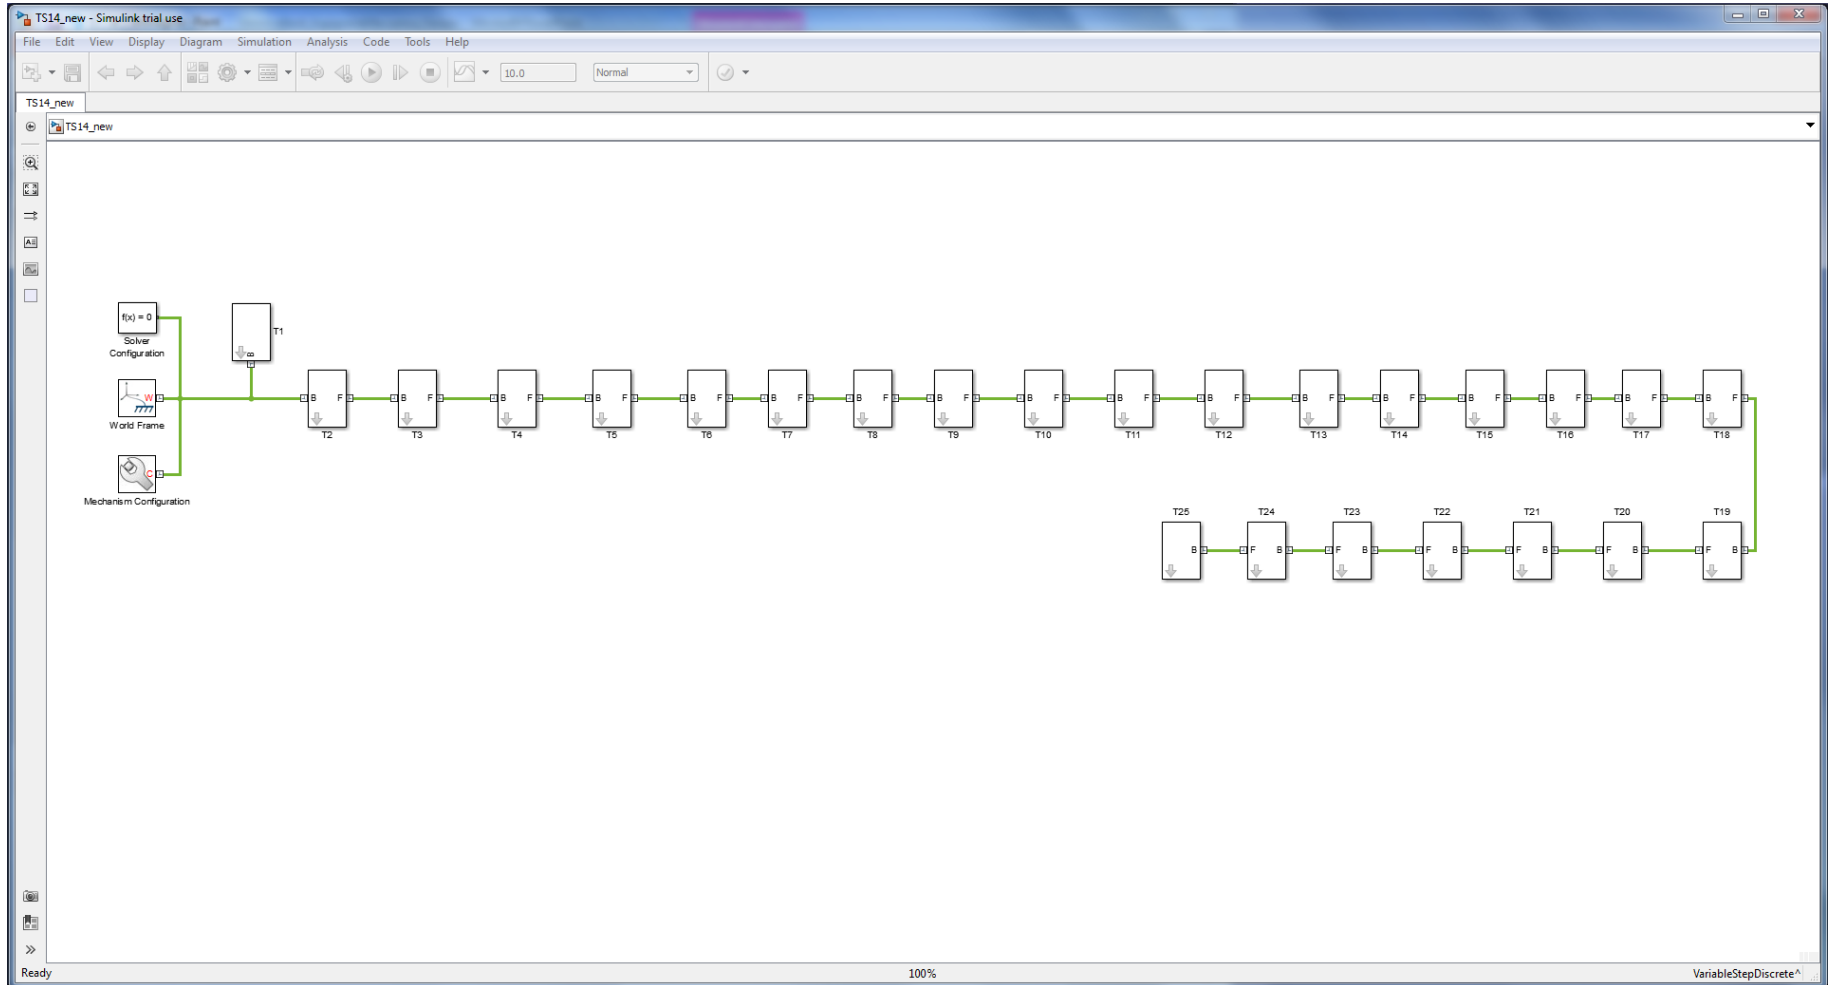 TS14_new - Simulink trial use
File Edit View Display Diagram Simulation Analysis Code Tools Help
10.0 Normal
TS14_new
TS14_new
f(x) = 0
Solver
Configuration
W
World Frame
C
Mechanism Configuration
B
T1
B F B F B F B F B F B F B F B F B F B F B F B F B F B F B F B F B F
T2 T3 T4 T5 T6 T7 T8 T9 T10 T11 T12 T13 T14 T15 T16 T17 T18
T25 T24 T23 T22 T21 T20 T19
B F B F B F B F B F B F B
Ready 100% VariableStepDiscrete^